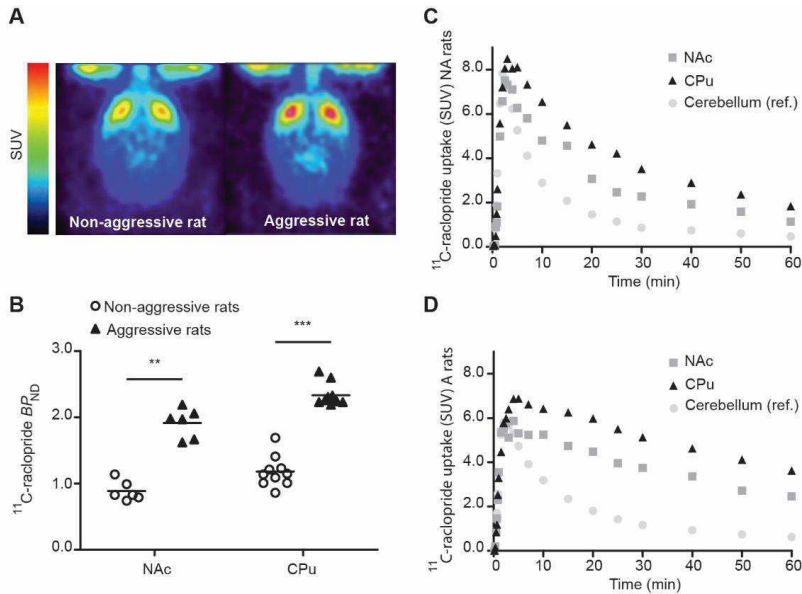 A
SUV
Non-aggressive rat
Aggressive rat
B
Non-aggressive rats
Aggressive rats
**
***
3.0
2.0
1.0
0.0
¹¹C-raclopride BP_ND
NAc
CPu
C
NAc
CPu
Cerebellum (ref.)
8.0
6.0
4.0
2.0
0.0
¹¹C-raclopride uptake (SUV) NA rats
0
10
20
30
40
50
60
Time (min)
D
NAc
CPu
Cerebellum (ref.)
8.0
6.0
4.0
2.0
0.0
¹¹C-raclopride uptake (SUV) A rats
0
10
20
30
40
50
60
Time (min)